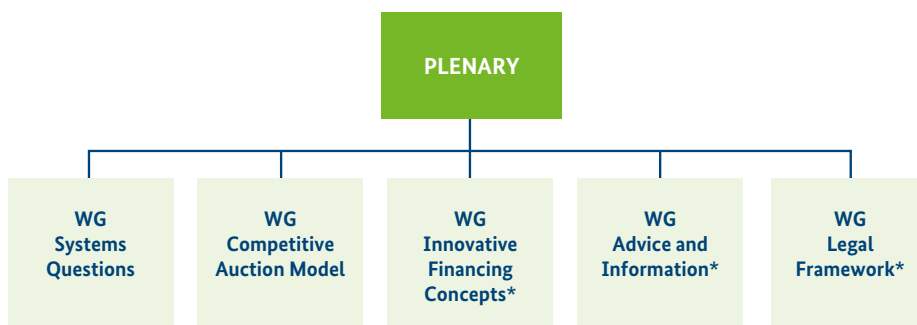 PLENARY
WG
Systems
Questions
WG
Competitive
Auction Model
WG
Innovative
Financing
Concepts*
WG
Advice and
Information*
WG
Legal
Framework*